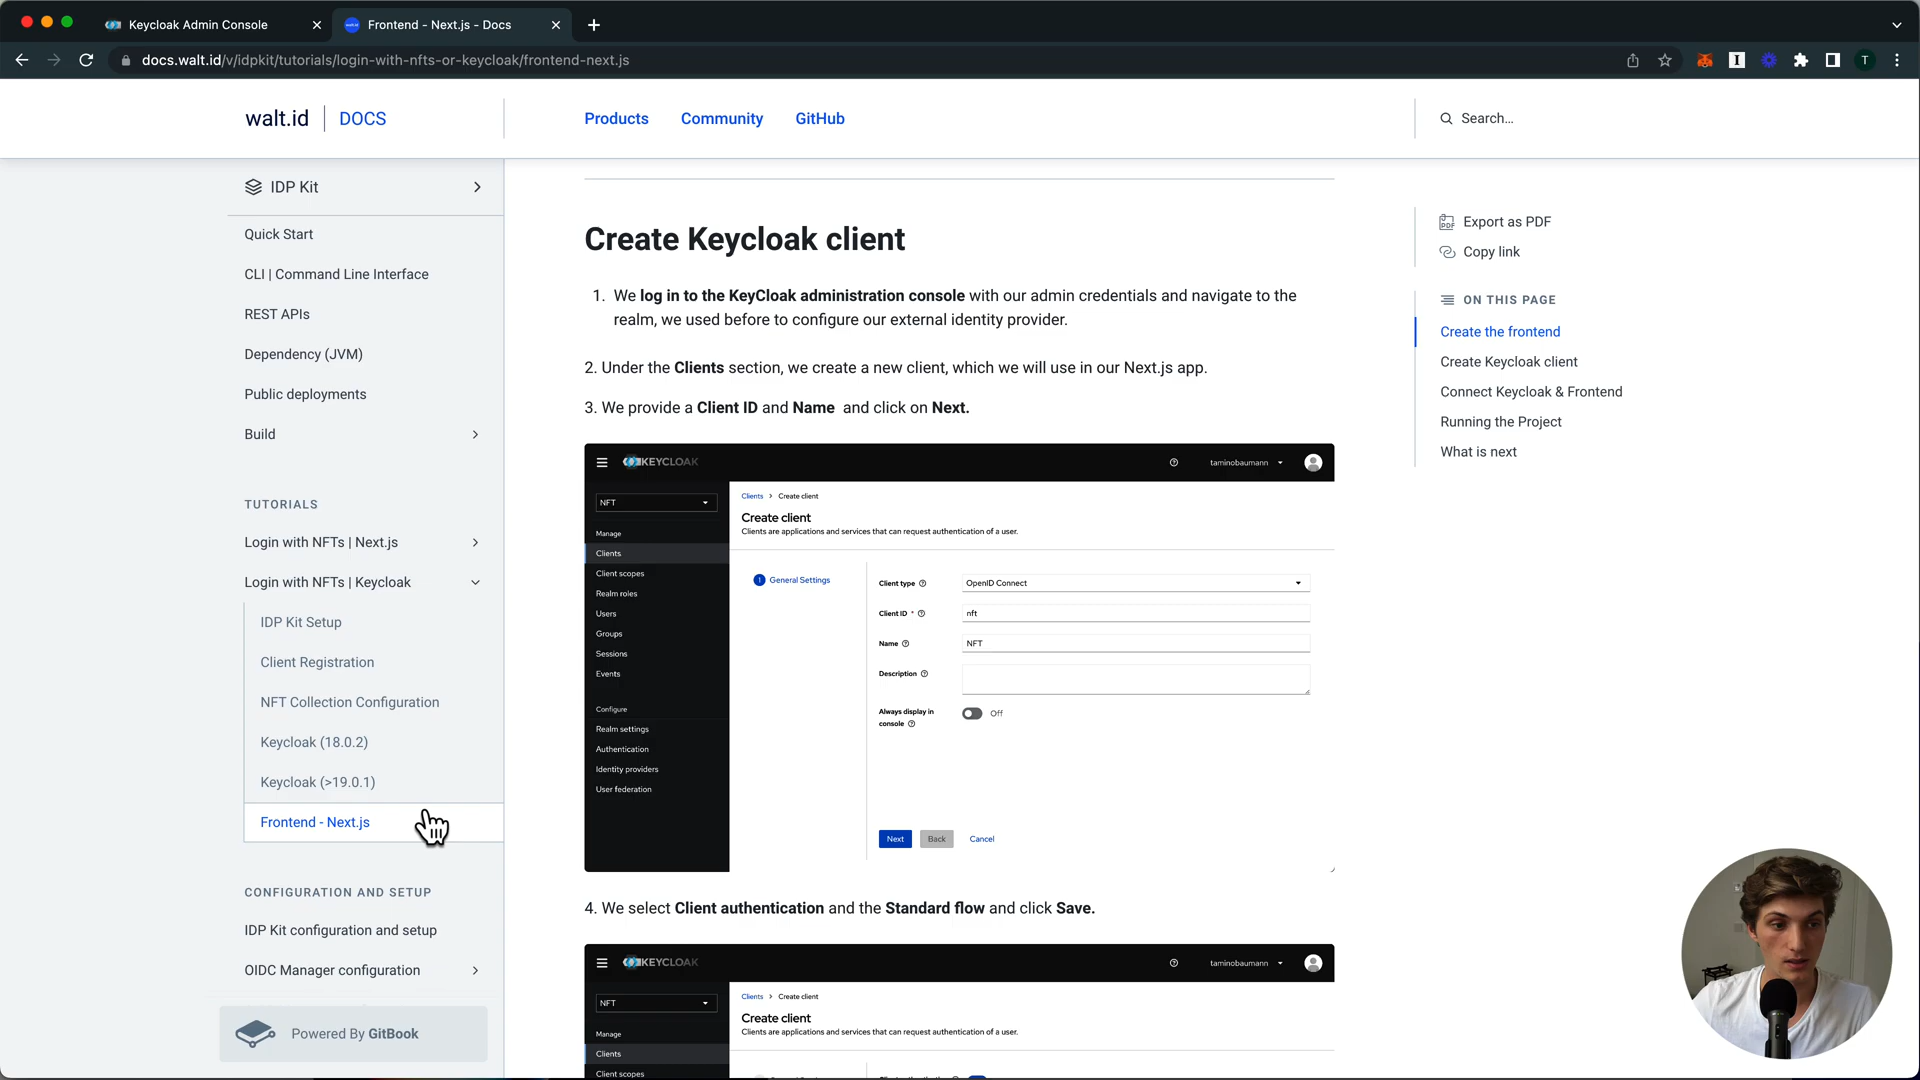 Keycloak Admin Console
Frontend - Next.js - Docs
docs.walt.id/v/idpkit/tutorials/login-with-nfts-or-keycloak/frontend-next.js
T
walt.id
DOCS
Products
Community
GitHub
Search...
IDP Kit
Quick Start
CLI | Command Line Interface
REST APIs
Dependency (JVM)
Public deployments
Build
TUTORIALS
Login with NFTs | Next.js
Login with NFTs | Keycloak
IDP Kit Setup
Client Registration
NFT Collection Configuration
Keycloak (18.0.2)
Keycloak (>19.0.1)
Frontend - Next.js
CONFIGURATION AND SETUP
IDP Kit configuration and setup
OIDC Manager configuration
Powered By GitBook
Create Keycloak client
1. We log in to the KeyCloak administration console with our admin credentials and navigate to the
realm, we used before to configure our external identity provider.
2. Under the Clients section, we create a new client, which we will use in our Next.js app.
3. We provide a Client ID and Name and click on Next.
KEYCLOAK
taminobaumann
NFT
Manage
Clients
Client scopes
Realm roles
Users
Groups
Sessions
Events
Configure
Realm settings
Authentication
Identity providers
User federation
Clients > Create client
Create client
Clients are applications and services that can request authentication of a user.
1 General Settings
Client type
OpenID Connect
Client ID *
nft
Name
NFT
Description
Always display in
console
Off
Next
Back
Cancel
4. We select Client authentication and the Standard flow and click Save.
KEYCLOAK
taminobaumann
NFT
Manage
Clients
Client scopes
Clients > Create client
Create client
Clients are applications and services that can request authentication of a user.
Export as PDF
Copy link
ON THIS PAGE
Create the frontend
Create Keycloak client
Connect Keycloak & Frontend
Running the Project
What is next